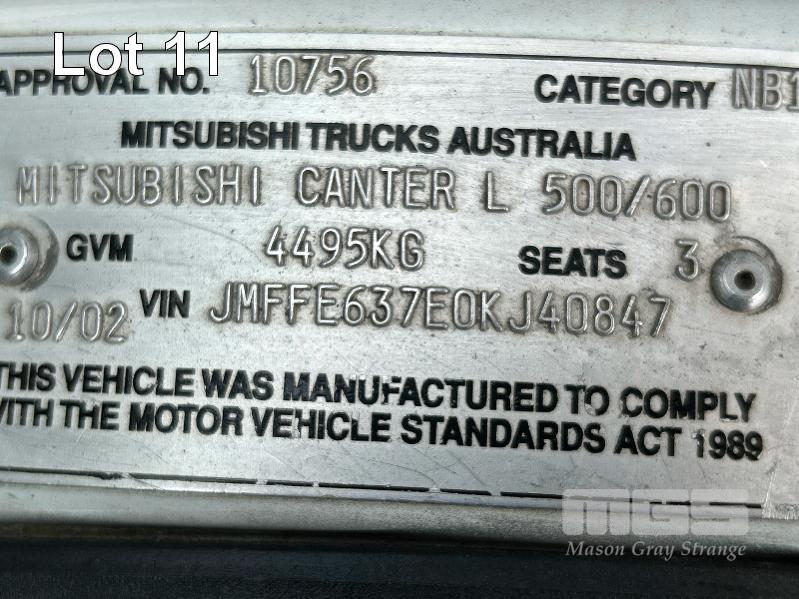 Lot 11
APPROVAL NO. 10756 CATEGORY NB1
MITSUBISHI TRUCKS AUSTRALIA
MITSUBISHI CANTER L 500/600
GVM 4495KG SEATS 3
10/02 VIN JMFFE637E0KJ40847
THIS VEHICLE WAS MANUFACTURED TO COMPLY
WITH THE MOTOR VEHICLE STANDARDS ACT 1989
MGS
Mason Gray Strange